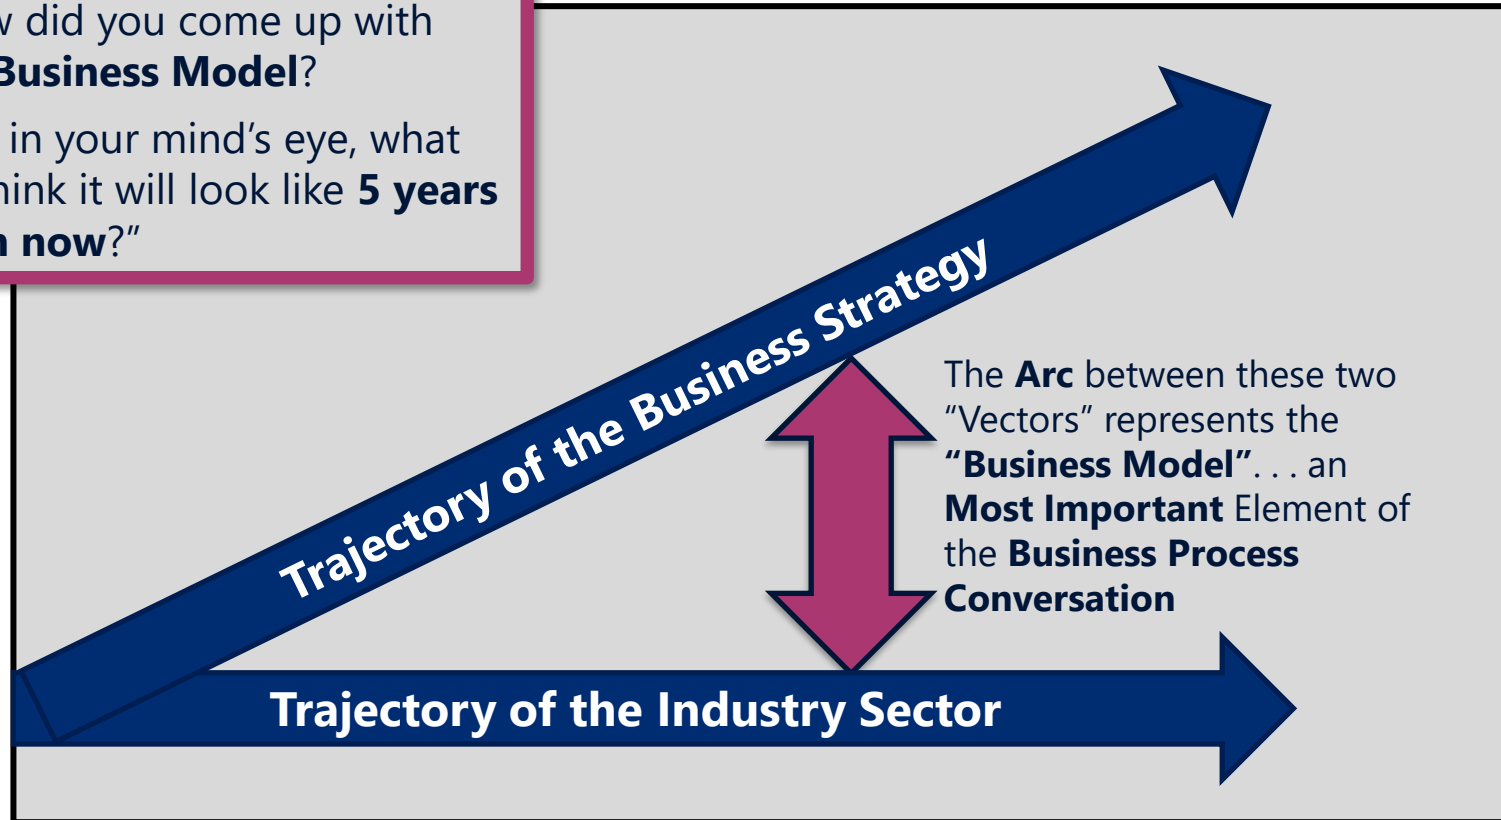 did you come up with
Business Model?
in your mind’s eye, what
it will look like 5 years
now?”
Trajectory of the Business Strategy
The Arc between these two
“Vectors” represents the
“Business Model”. . . an
Most Important Element of
the Business Process
Conversation
Trajectory of the Industry Sector